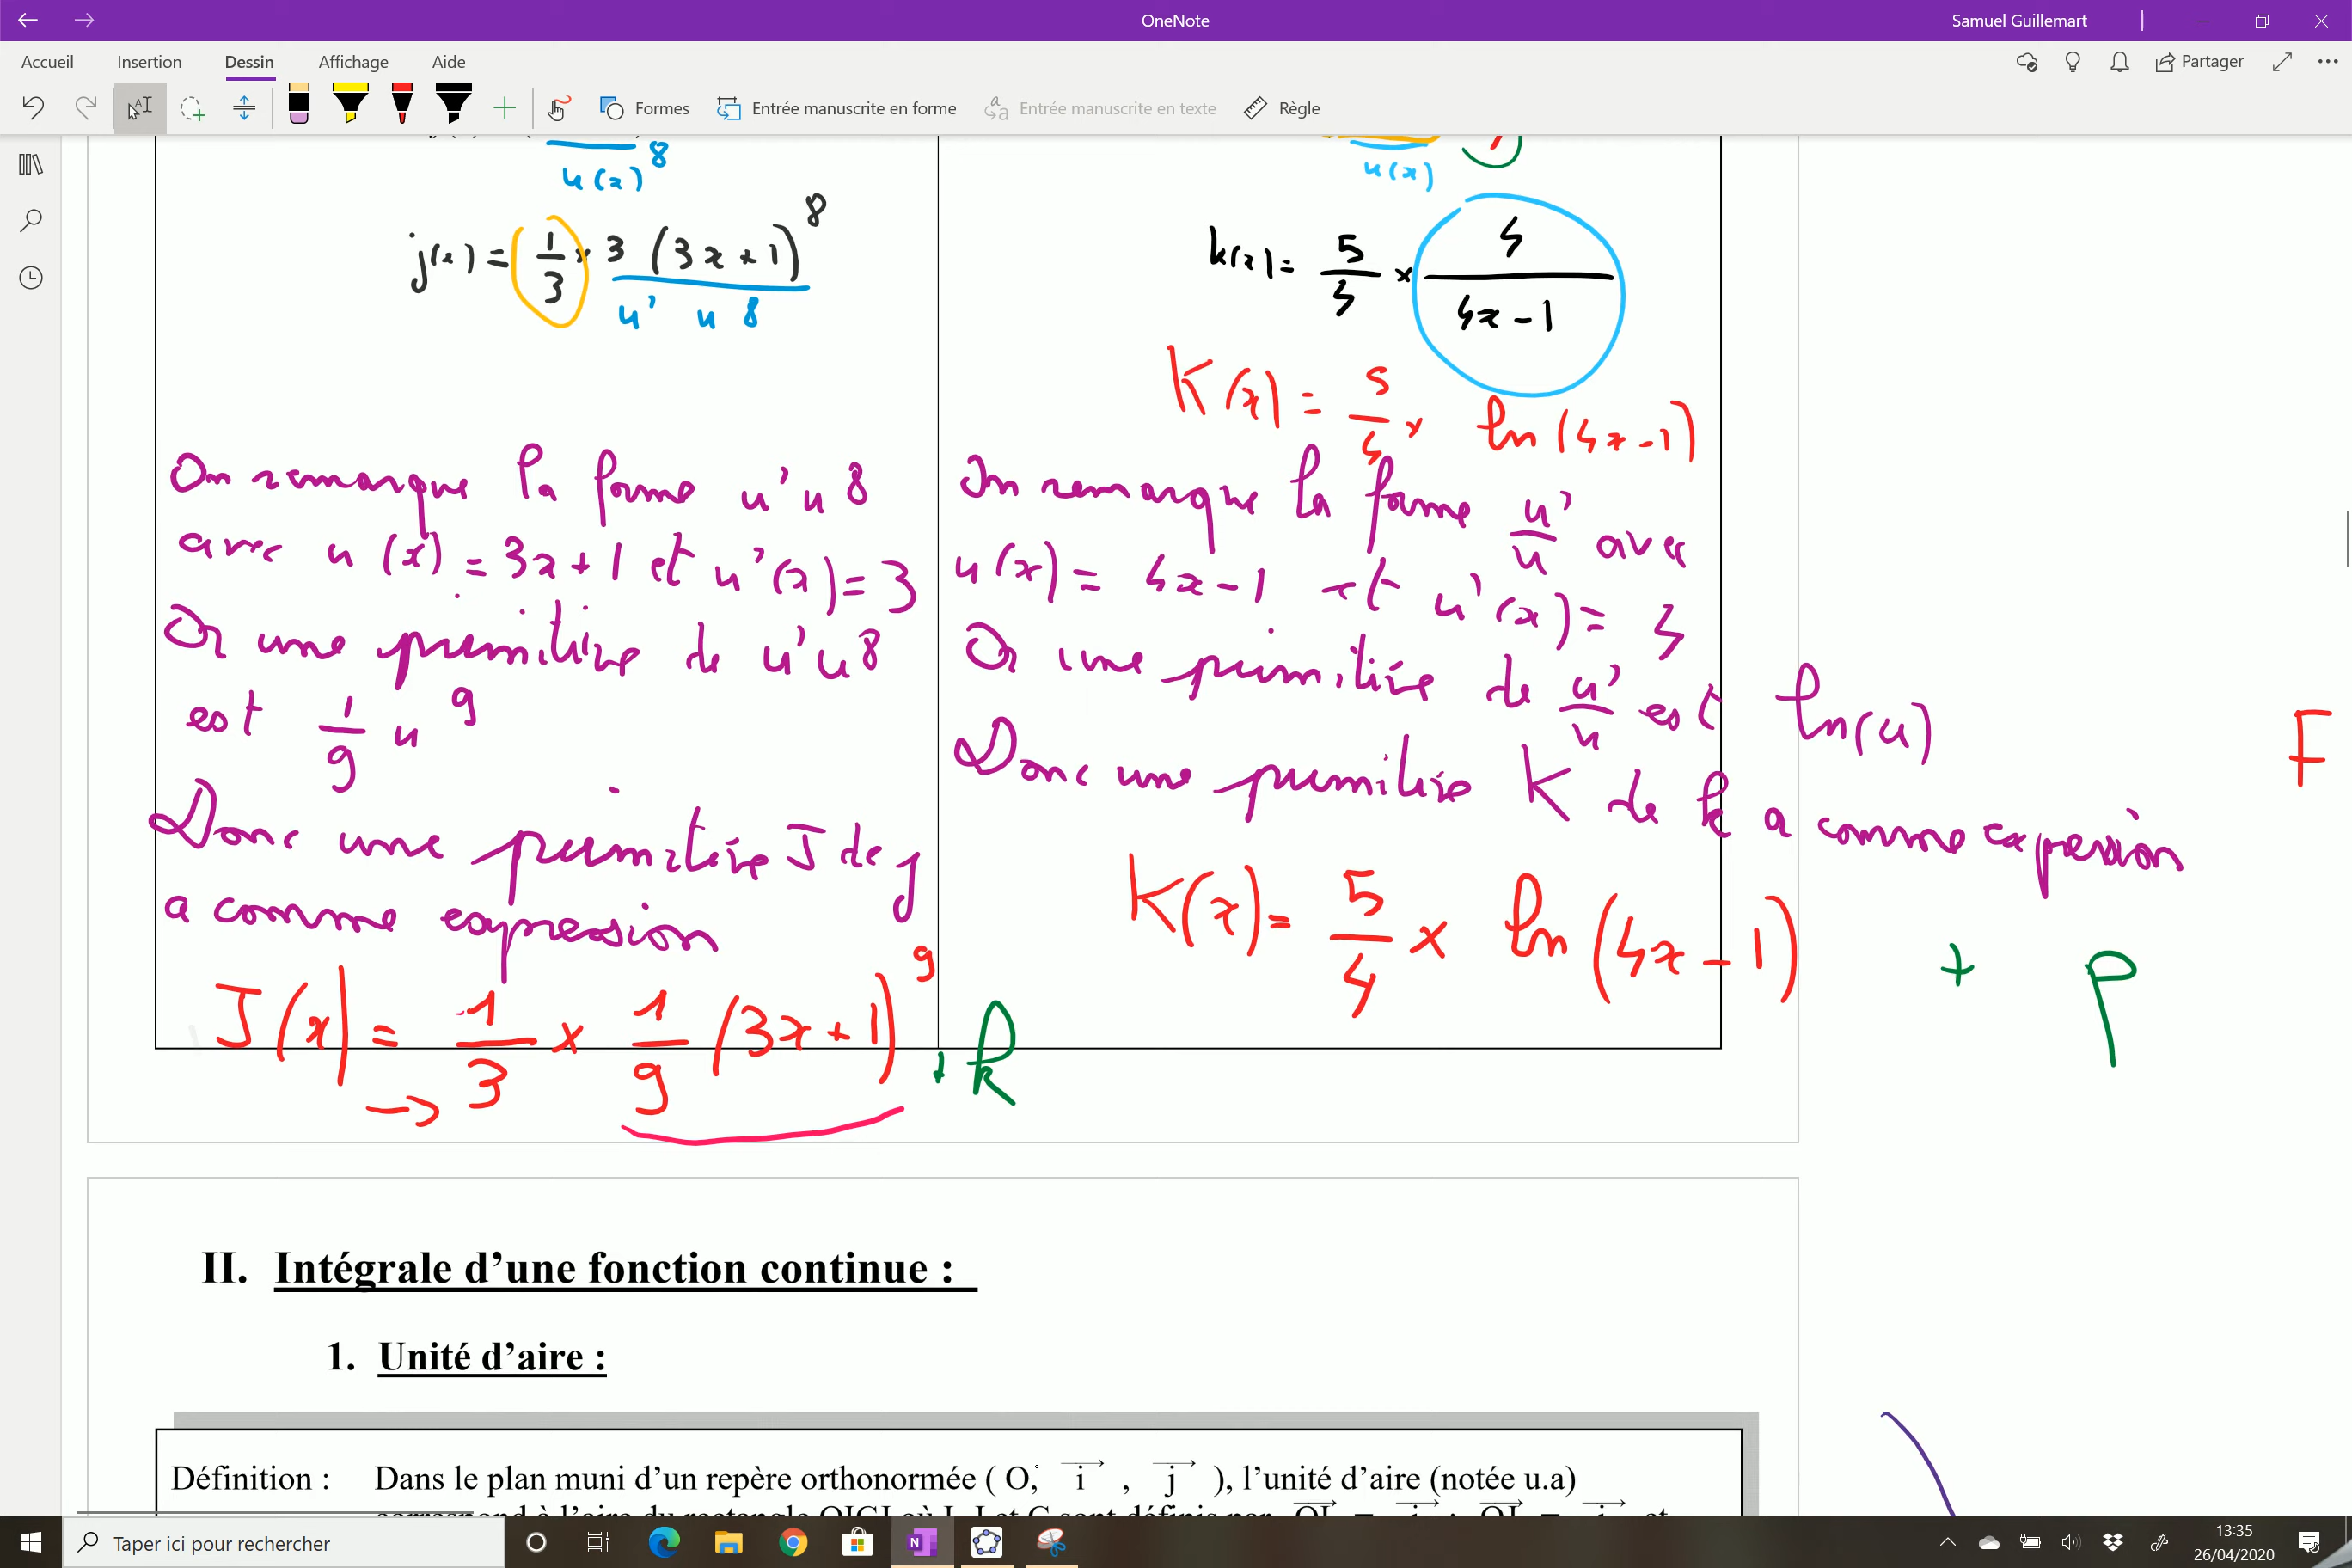 OneNote
Samuel Guillemart
Accueil Insertion Dessin Affichage Aide
Partager
Formes Entrée manuscrite en forme Entrée manuscrite en texte Règle
u(x) 8
j(x) = 1/3 × 3 (3x + 1)^8
u' u 8
On remarque la forme u'u8
avec u(x) = 3x+1 et u'(x) = 3
Or une primitive de u'u8
est 1/9 u^9
Donc une primitive J de j
a comme expression
J(x) = 1/3 × 1/9 (3x+1)^9 + k
->
u(x)
k(x) = 5/4 × 4/(4x-1)
K(x) = 5/4 × ln(4x-1)
On remarque la forme u'/u avec
u(x) = 4x-1 et u'(x) = 4
Or une primitive de u'/u est ln(u)
Donc une primitive K de k a comme expression
K(x) = 5/4 × ln(4x-1) + p
F
II. Intégrale d’une fonction continue :
1. Unité d’aire :
Définition : Dans le plan muni d’un repère orthonormée ( O; i , j ), l’unité d’aire (notée u.a)
Taper ici pour rechercher
13:35
26/04/2020